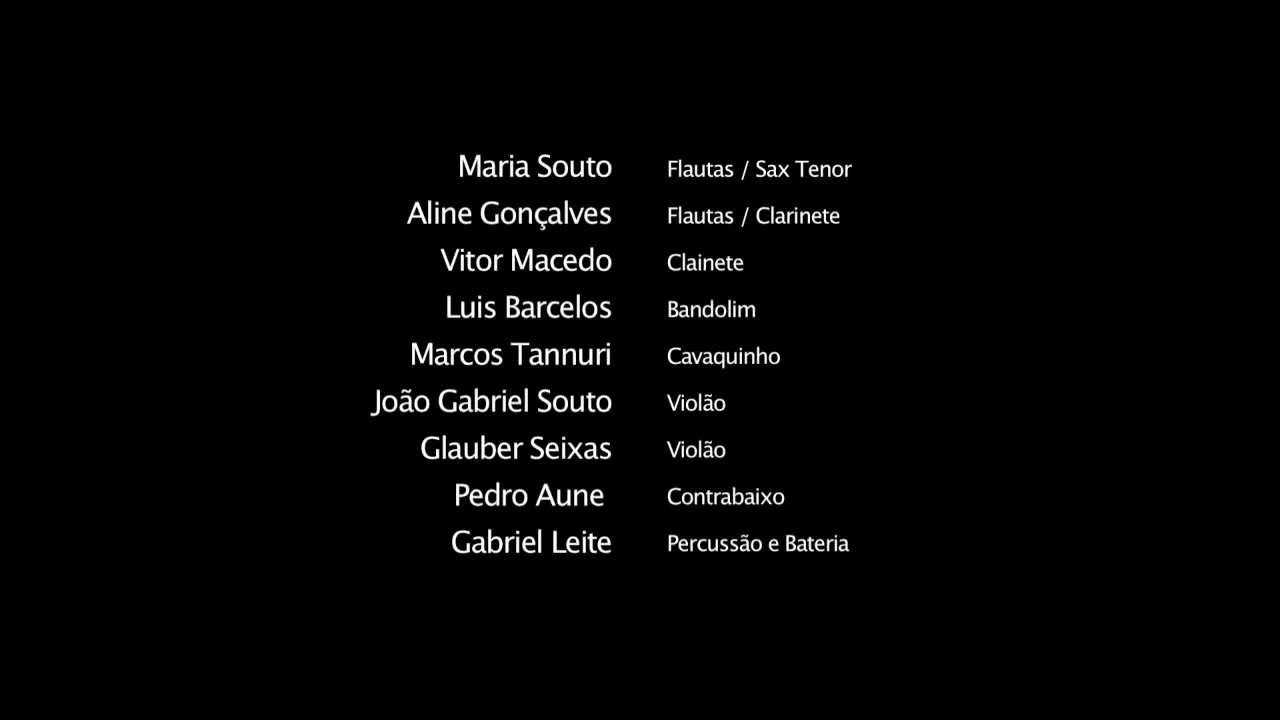 Maria Souto Flautas / Sax Tenor
Aline Gonçalves Flautas / Clarinete
Vitor Macedo Clainete
Luis Barcelos Bandolim
Marcos Tannuri Cavaquinho
João Gabriel Souto Violão
Glauber Seixas Violão
Pedro Aune Contrabaixo
Gabriel Leite Percussão e Bateria